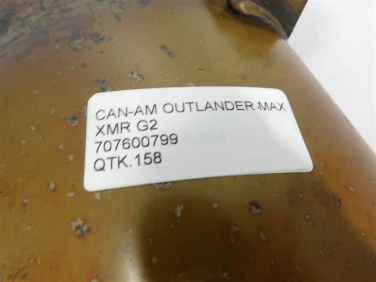 CAN-AM OUTLANDER MAX
XMR G2
707600799
QTK.158